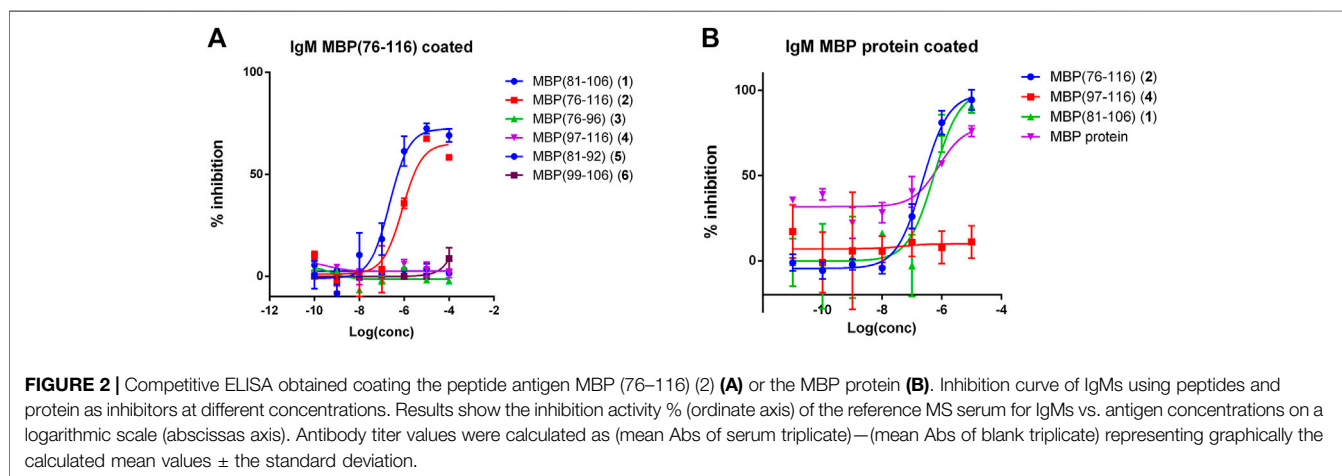 A
IgM MBP(76-116) coated
% inhibition
100
50
0
-12 -10 -8 -6 -4 -2
Log(conc)
MBP(81-106) (1)
MBP(76-116) (2)
MBP(76-96) (3)
MBP(97-116) (4)
MBP(81-92) (5)
MBP(99-106) (6)
B
IgM MBP protein coated
% inhibition
100
50
0
-10 -8 -6 -4
Log(conc)
MBP(76-116) (2)
MBP(97-116) (4)
MBP(81-106) (1)
MBP protein
FIGURE 2 | Competitive ELISA obtained coating the peptide antigen MBP (76–116) (2) (A) or the MBP protein (B). Inhibition curve of IgMs using peptides and
protein as inhibitors at different concentrations. Results show the inhibition activity % (ordinate axis) of the reference MS serum for IgMs vs. antigen concentrations on a
logarithmic scale (abscissas axis). Antibody titer values were calculated as (mean Abs of serum triplicate)—(mean Abs of blank triplicate) representing graphically the
calculated mean values ± the standard deviation.